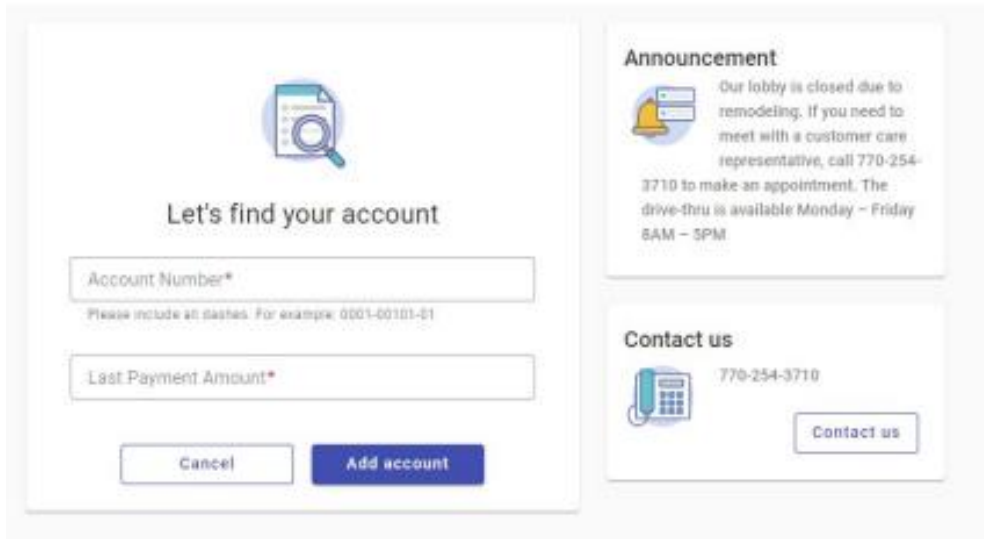 Let's find your account
Account Number*
Please include all dashes. For example: 0001-00101-01
Last Payment Amount*
Cancel
Add account
Announcement
Our lobby is closed due to
remodeling. If you need to
meet with a customer care
representative, call 770-254-
3710 to make an appointment. The
drive-thru is available Monday – Friday
8AM – 5PM
Contact us
770-254-3710
Contact us